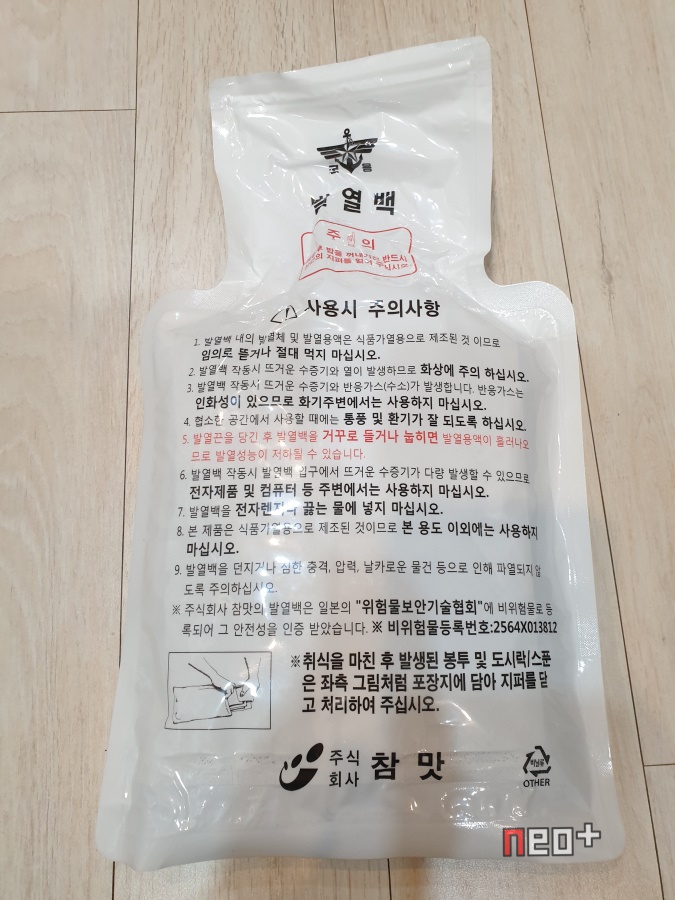 국 군
발열백
주 의
반드시
지퍼를
사용시 주의사항
1. 발열백 내의 발열체 및 발열용액은 식품가열용으로 제조된 것 이므로
임의로 뜯거나 절대 먹지 마십시오.
2. 발열백 작동시 뜨거운 수증기와 열이 발생하므로 화상에 주의 하십시오.
3. 발열백 작동시 뜨거운 수증기와 반응가스(수소)가 발생합니다. 반응가스는
인화성이 있으므로 화기주변에서는 사용하지 마십시오.
4. 협소한 공간에서 사용할 때에는 통풍 및 환기가 잘 되도록 하십시오.
5. 발열끈을 당긴 후 발열백을 거꾸로 들거나 눕히면 발열용액이 흘러나오
므로 발열성능이 저하될 수 있습니다.
6. 발열백 작동시 발열백 입구에서 뜨거운 수증기가 다량 발생할 수 있으므로
전자제품 및 컴퓨터 등 주변에서는 사용하지 마십시오.
7. 발열백을 전자렌지나 끓는 물에 넣지 마십시오.
8. 본 제품은 식품가열용으로 제조된 것이므로 본 용도 이외에는 사용하지
마십시오.
9. 발열백을 던지거나 심한 충격, 압력, 날카로운 물건 등으로 인해 파열되지 않
도록 주의하십시오.
※ 주식회사 참맛의 발열백은 일본의 "위험물보안기술협회"에 비위험물로 등
록되어 그 안전성을 인증 받았습니다. ※ 비위험물등록번호:2564X013812
※취식을 마친 후 발생된 봉투 및 도시락/스푼
은 좌측 그림처럼 포장지에 담아 지퍼를 닫
고 처리하여 주십시오.
주식
회사 참 맛
비닐류
OTHER
neo+